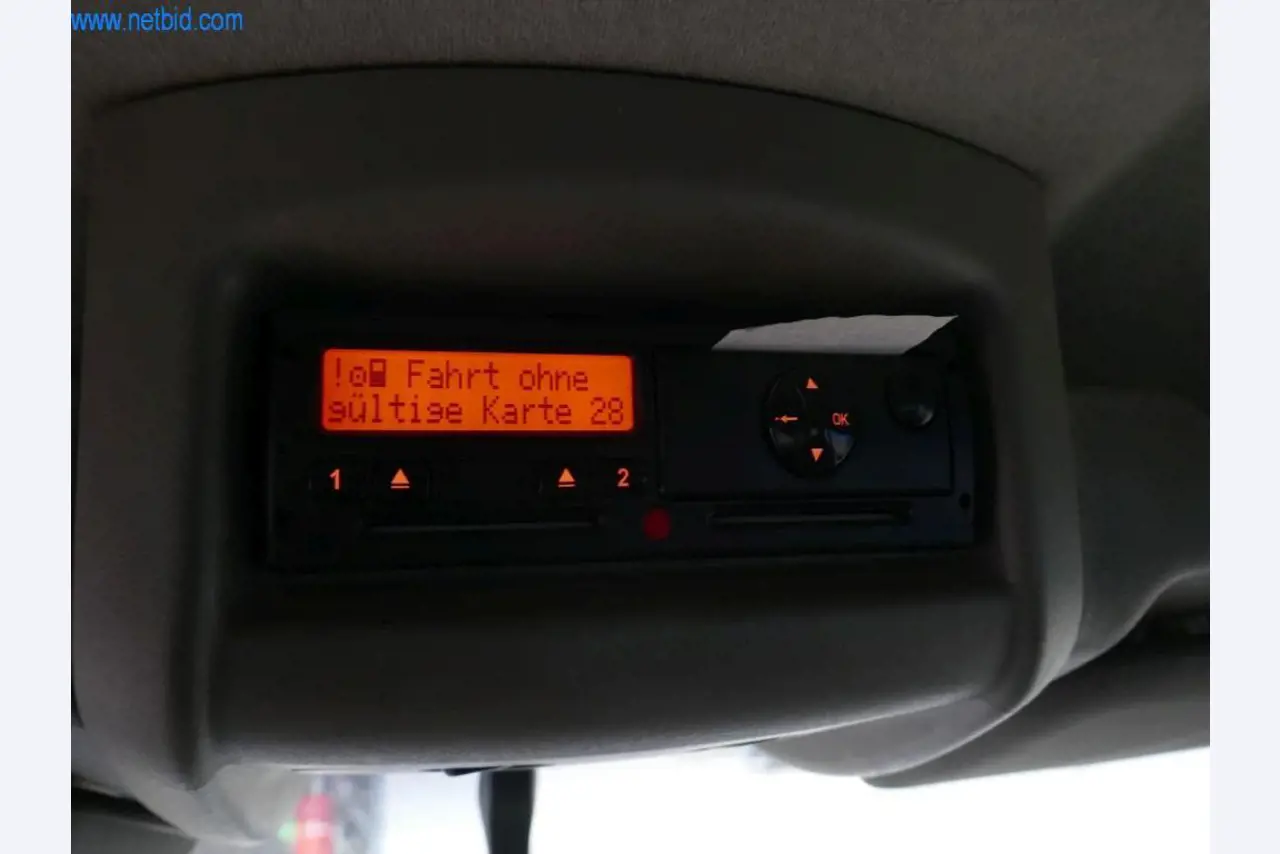 www.netbid.com
! Fahrt ohne
gültige Karte 28
OK
1 2